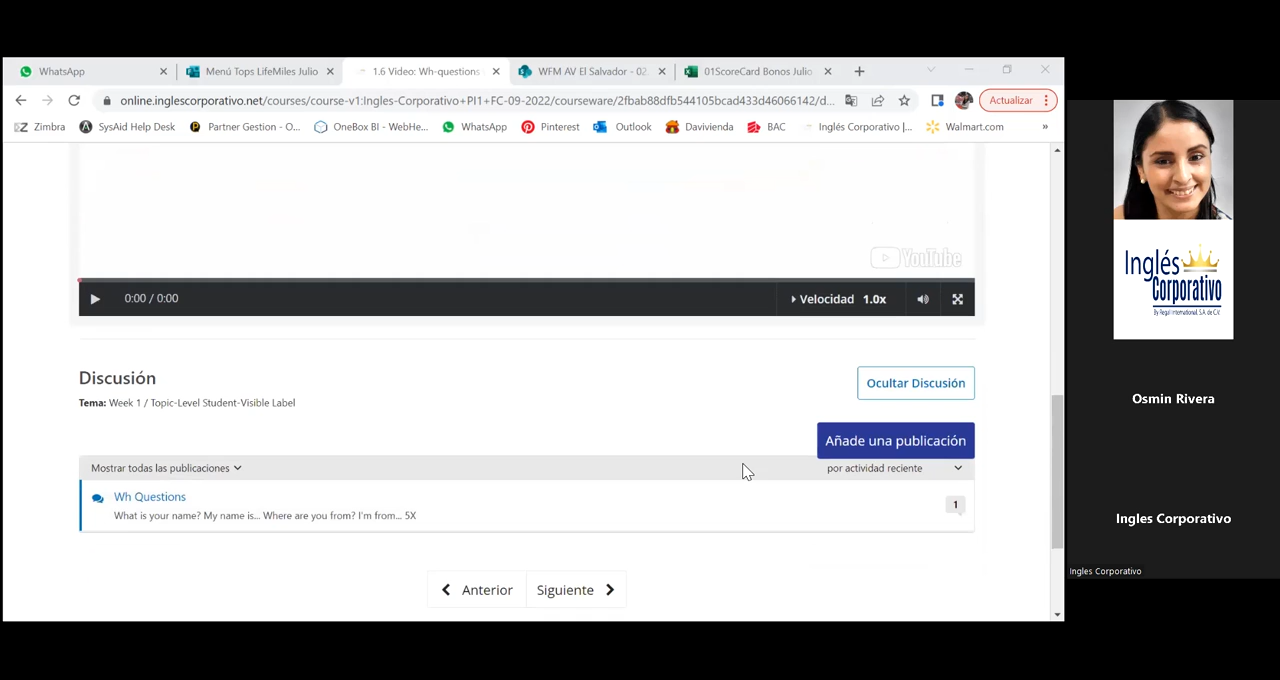 WhatsApp
Menú Tops LifeMiles Julio
1.6 Video: Wh-questions
WFM AV El Salvador - 02.
01ScoreCard Bonos Julio
online.inglescorporativo.net/courses/course-v1:Ingles-Corporativo+PI1+FC-09-2022/courseware/2fbab88dfb544105bcad433d46066142/d...
Actualizar
Zimbra
SysAid Help Desk
Partner Gestion - O...
OneBox BI - WebHe...
WhatsApp
Pinterest
Outlook
Davivienda
BAC
Inglés Corporativo |...
Walmart.com
»
YouTube
0:00 / 0:00
Velocidad 1.0x
Discusión
Ocultar Discusión
Tema: Week 1 / Topic-Level Student-Visible Label
Añade una publicación
Mostrar todas las publicaciones
por actividad reciente
Wh Questions
1
What is your name? My name is... Where are you from? I'm from... 5X
Anterior
Siguiente
Inglés
Corporativo
By Regal International, S.A. de C.V.
Osmin Rivera
Ingles Corporativo
Ingles Corporativo